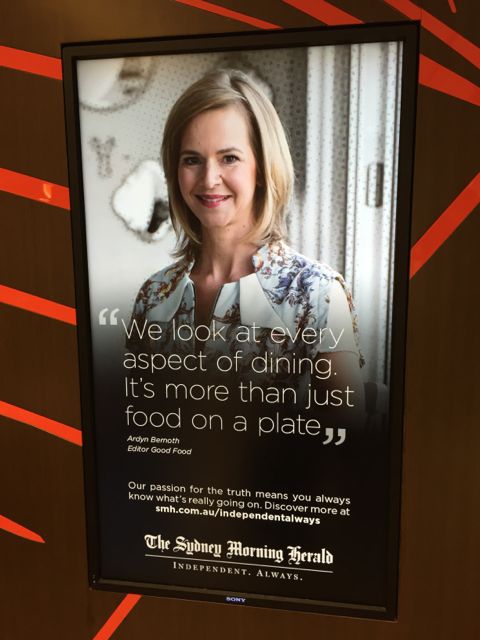 “We look at every
aspect of dining.
It's more than just
food on a plate”
Ardyn Bernoth
Editor Good Food
Our passion for the truth means you always
know what's really going on. Discover more at
smh.com.au/independentalways
The Sydney Morning Herald
INDEPENDENT. ALWAYS.
SONY